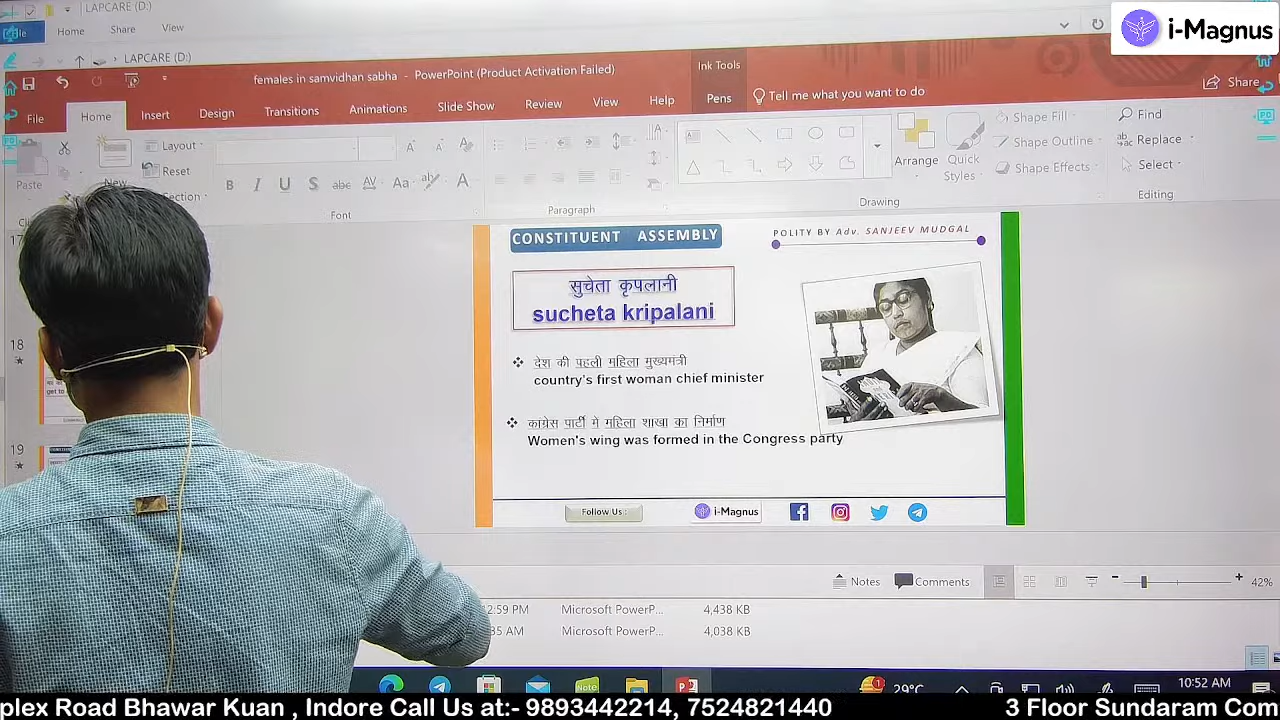 LAPCARE (D:)
i-Magnus
Home Share View
LAPCARE (D:)
females in samvidhan sabha - PowerPoint (Product Activation Failed)
Ink Tools
Share
File Home Insert Design Transitions Animations Slide Show Review View Help Pens Tell me what you want to do
Layout
Shape Fill
Find
Reset
Shape Outline
Replace
Paste
New
Section
Arrange
Quick
Styles
Shape Effects
Select
Font
Paragraph
Drawing
Editing
CONSTITUENT ASSEMBLY
POLITY BY Adv. SANJEEV MUDGAL
सुचेता कृपलानी
sucheta kripalani
देश की पहली महिला मुख्यमंत्री
country's first woman chief minister
काग्रेस पार्टी मे महिला शाखा का निर्माण
Women's wing was formed in the Congress party
18
19
Follow Us :
i-Magnus
Notes Comments 42%
2:59 PM Microsoft PowerP... 4,438 KB
35 AM Microsoft PowerP... 4,038 KB
29°C
10:52 AM
plex Road Bhawar Kuan , Indore Call Us at:- 9893442214, 7524821440 3 Floor Sundaram Com